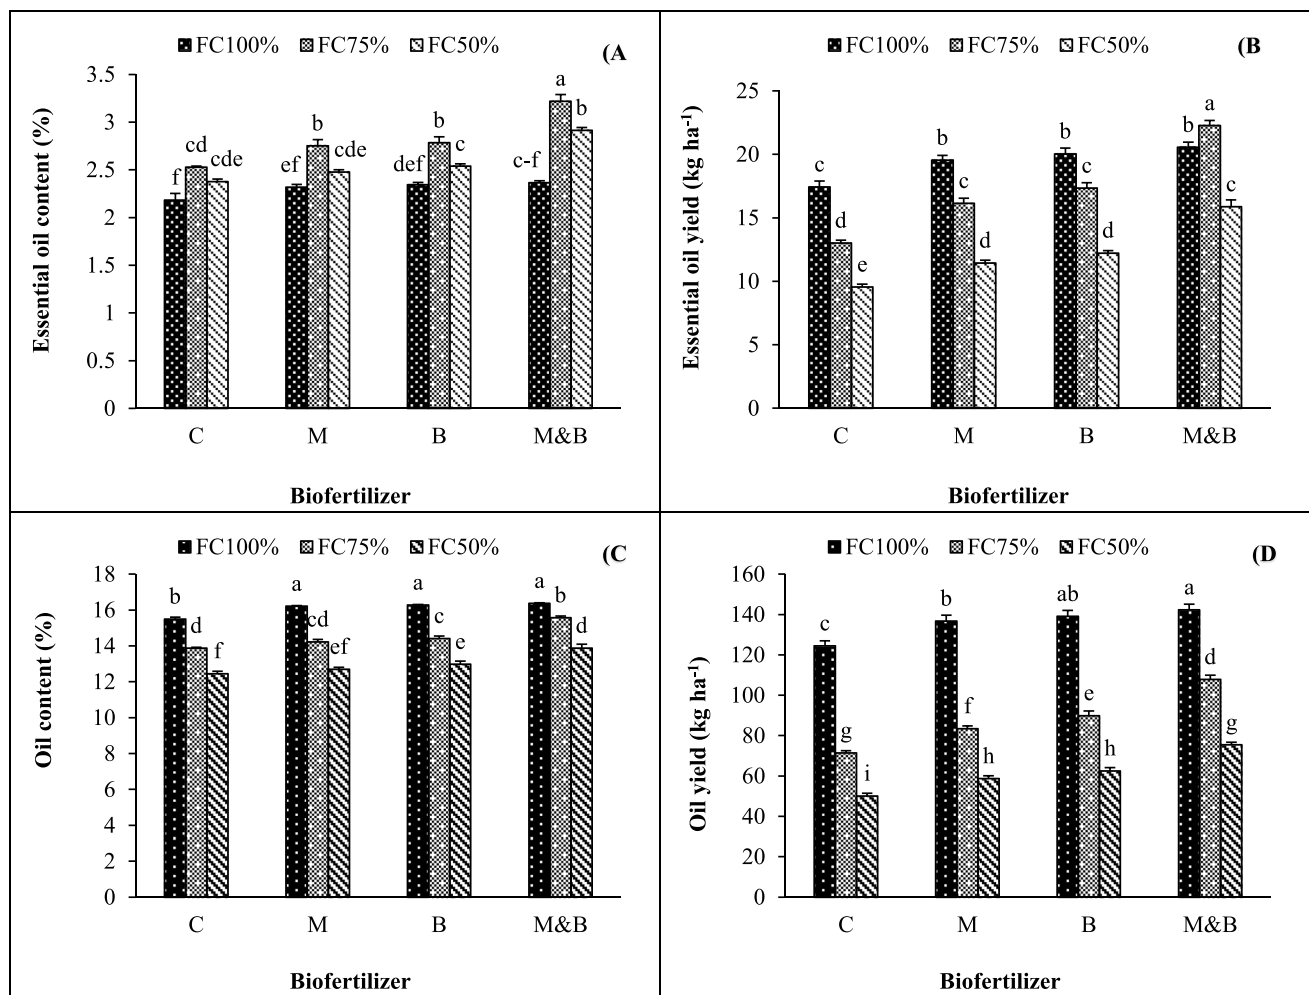 FC100% FC75% FC50%
(A
Essential oil content (%)
3.5
3
2.5
2
1.5
1
0.5
0
f cd cde
ef b cde
def b c
c-f a b
C M B M&B
Biofertilizer
FC100% FC75% FC50%
(B
Essential oil yield (kg ha-1)
25
20
15
10
5
0
c d e
b c d
b c d
b a c
C M B M&B
Biofertilizer
FC100% FC75% FC50%
(C
Oil content (%)
18
16
14
12
10
8
6
4
2
0
b d f
a cd ef
a c e
a b d
C M B M&B
Biofertilizer
FC100% FC75% FC50%
(D
Oil yield (kg ha-1)
160
140
120
100
80
60
40
20
0
c g i
b f h
ab e h
a d g
C M B M&B
Biofertilizer